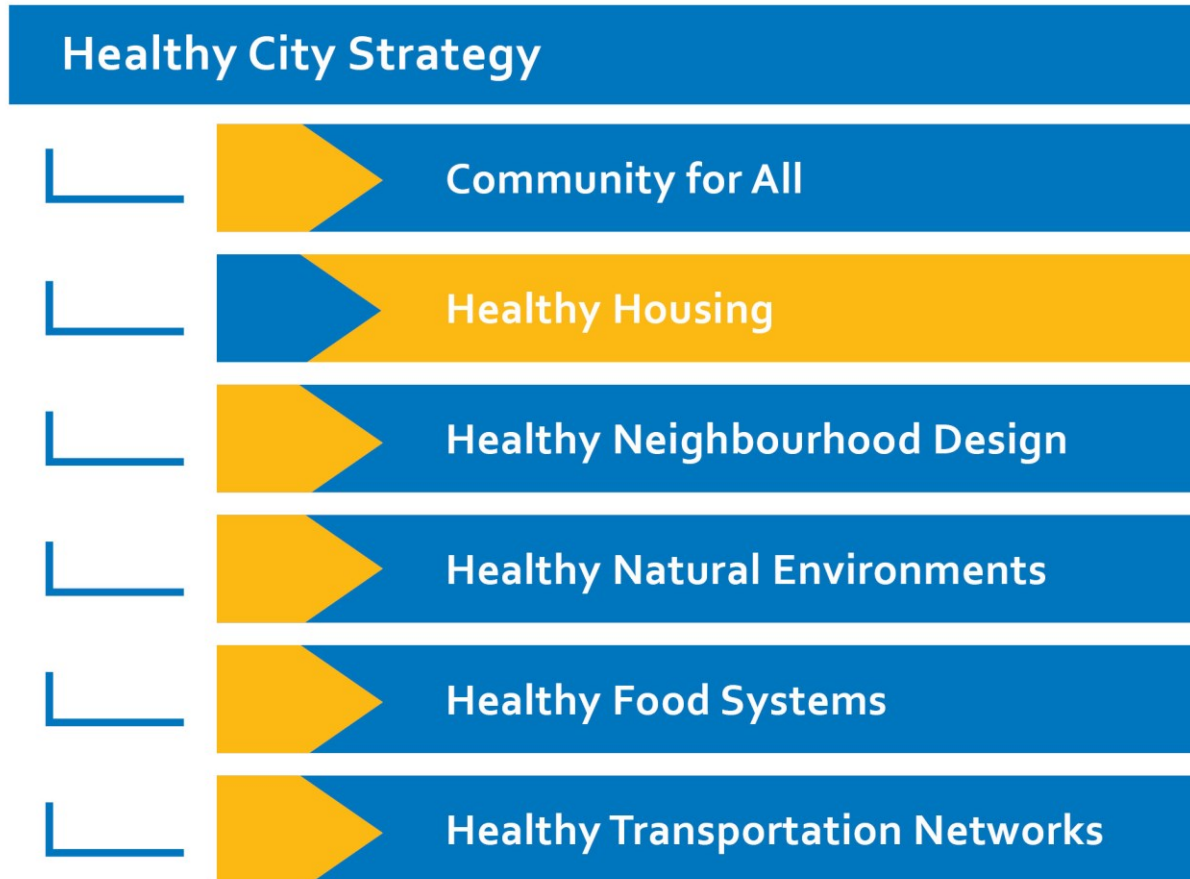 Healthy City Strategy
Community for All
Healthy Housing
Healthy Neighbourhood Design
Healthy Natural Environments
Healthy Food Systems
Healthy Transportation Networks